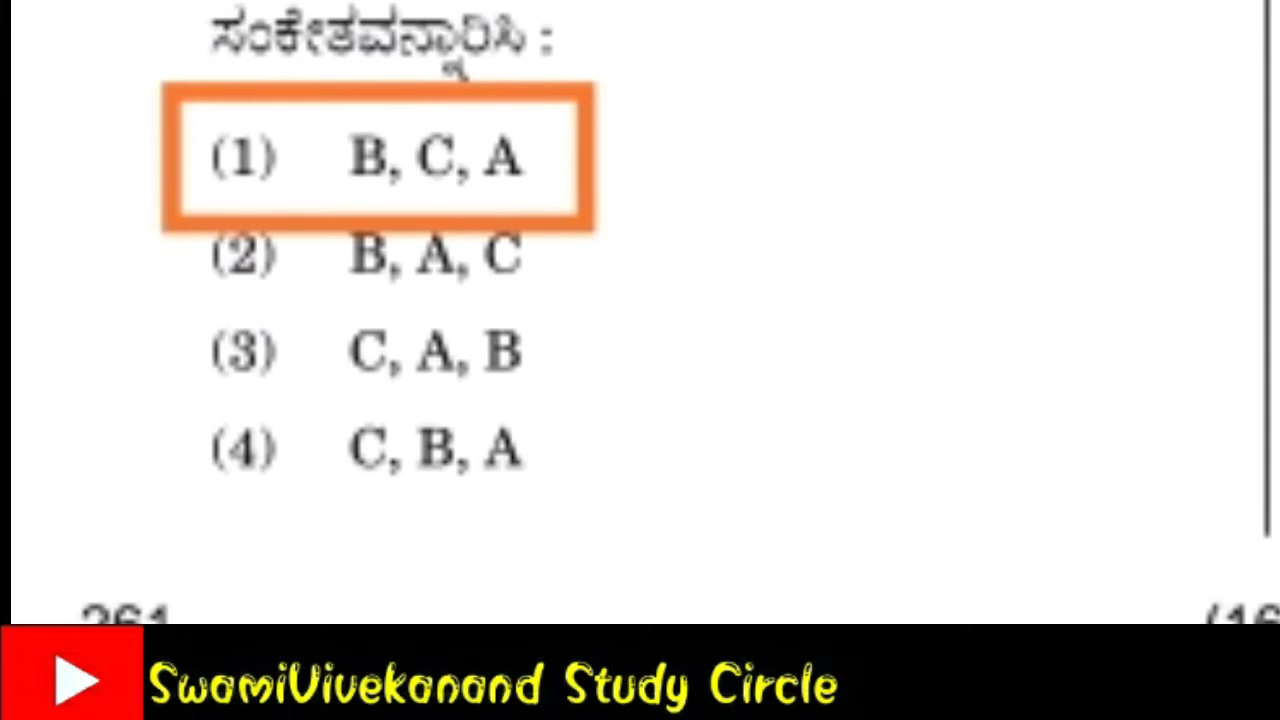 ಸಂಕೇತವನ್ನಾರಿಸಿ :
(1) B, C, A
(2) B, A, C
(3) C, A, B
(4) C, B, A
SwamiVivekanand Study Circle